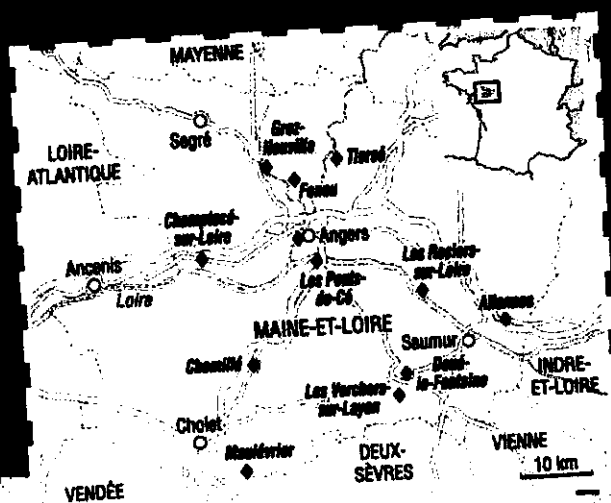 MAYENNE
Segré
Grez-
Neuville
Tiercé
LOIRE-
ATLANTIQUE
Feneu
Champtocé-
sur-Loire
Angers
Ancenis
Loire
Les Ponts-
de-Cé
Les Rosiers-
sur-Loire
Allonnes
MAINE-ET-LOIRE
Saumur
Chemillé
Doué-
la-Fontaine
INDRE-
ET-LOIRE
Les Verchers-
sur-Layon
Cholet
Maulévrier
DEUX-
SÈVRES
VIENNE
10 km
VENDÉE